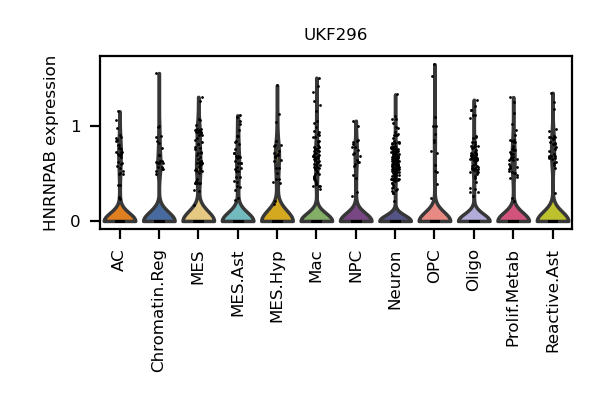 UKF296
HNRNPAB expression
1
0
AC
Chromatin.Reg
MES
MES.Ast
MES.Hyp
Mac
NPC
Neuron
OPC
Oligo
Prolif.Metab
Reactive.Ast